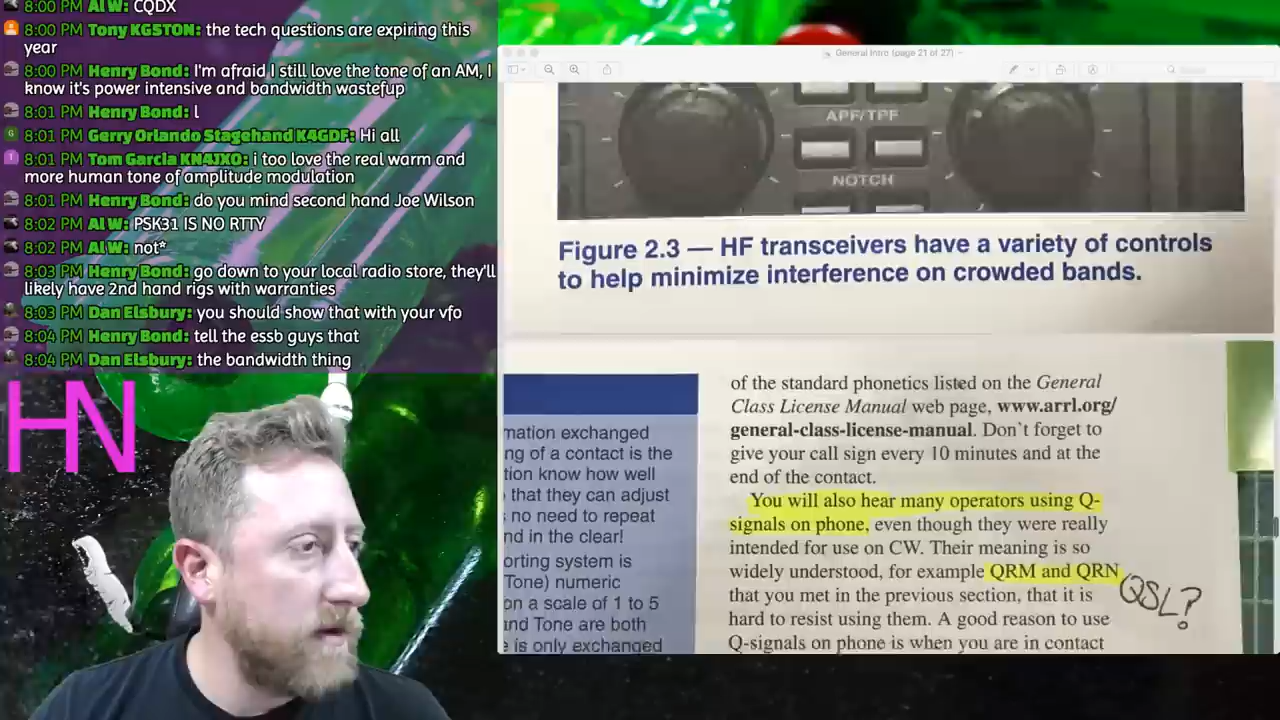 8:00 PM Al W: CQDX
8:00 PM Tony KG5TON: the tech questions are expiring this
year
8:00 PM Henry Bond: I'm afraid I still love the tone of an AM, I
know it's power intensive and bandwidth wastefup
8:01 PM Henry Bond: l
8:01 PM Gerry Orlando Stagehand K4GDF: Hi all
8:01 PM Tom Garcia KN4JXO: i too love the real warm and
more human tone of amplitude modulation
8:01 PM Henry Bond: do you mind second hand Joe Wilson
8:02 PM Al W: PSK31 IS NO RTTY
8:02 PM Al W: not*
8:03 PM Henry Bond: go down to your local radio store, they'll
likely have 2nd hand rigs with warranties
8:03 PM Dan Elsbury: you should show that with your vfo
8:04 PM Henry Bond: tell the essb guys that
8:04 PM Dan Elsbury: the bandwidth thing
HN
General Intro (page 21 of 27)
APF/TPF
NOTCH
Figure 2.3 — HF transceivers have a variety of controls
to help minimize interference on crowded bands.
mation exchanged
ng of a contact is the
tion know how well
that they can adjust
no need to repeat
nd in the clear!
orting system is
Tone) numeric
on a scale of 1 to 5
und Tone are both
e is only exchanged
of the standard phonetics listed on the General
Class License Manual web page, www.arrl.org/
general-class-license-manual. Don't forget to
give your call sign every 10 minutes and at the
end of the contact.
You will also hear many operators using Q-
signals on phone, even though they were really
intended for use on CW. Their meaning is so
widely understood, for example QRM and QRN
that you met in the previous section, that it is
hard to resist using them. A good reason to use
Q-signals on phone is when you are in contact
QSL?